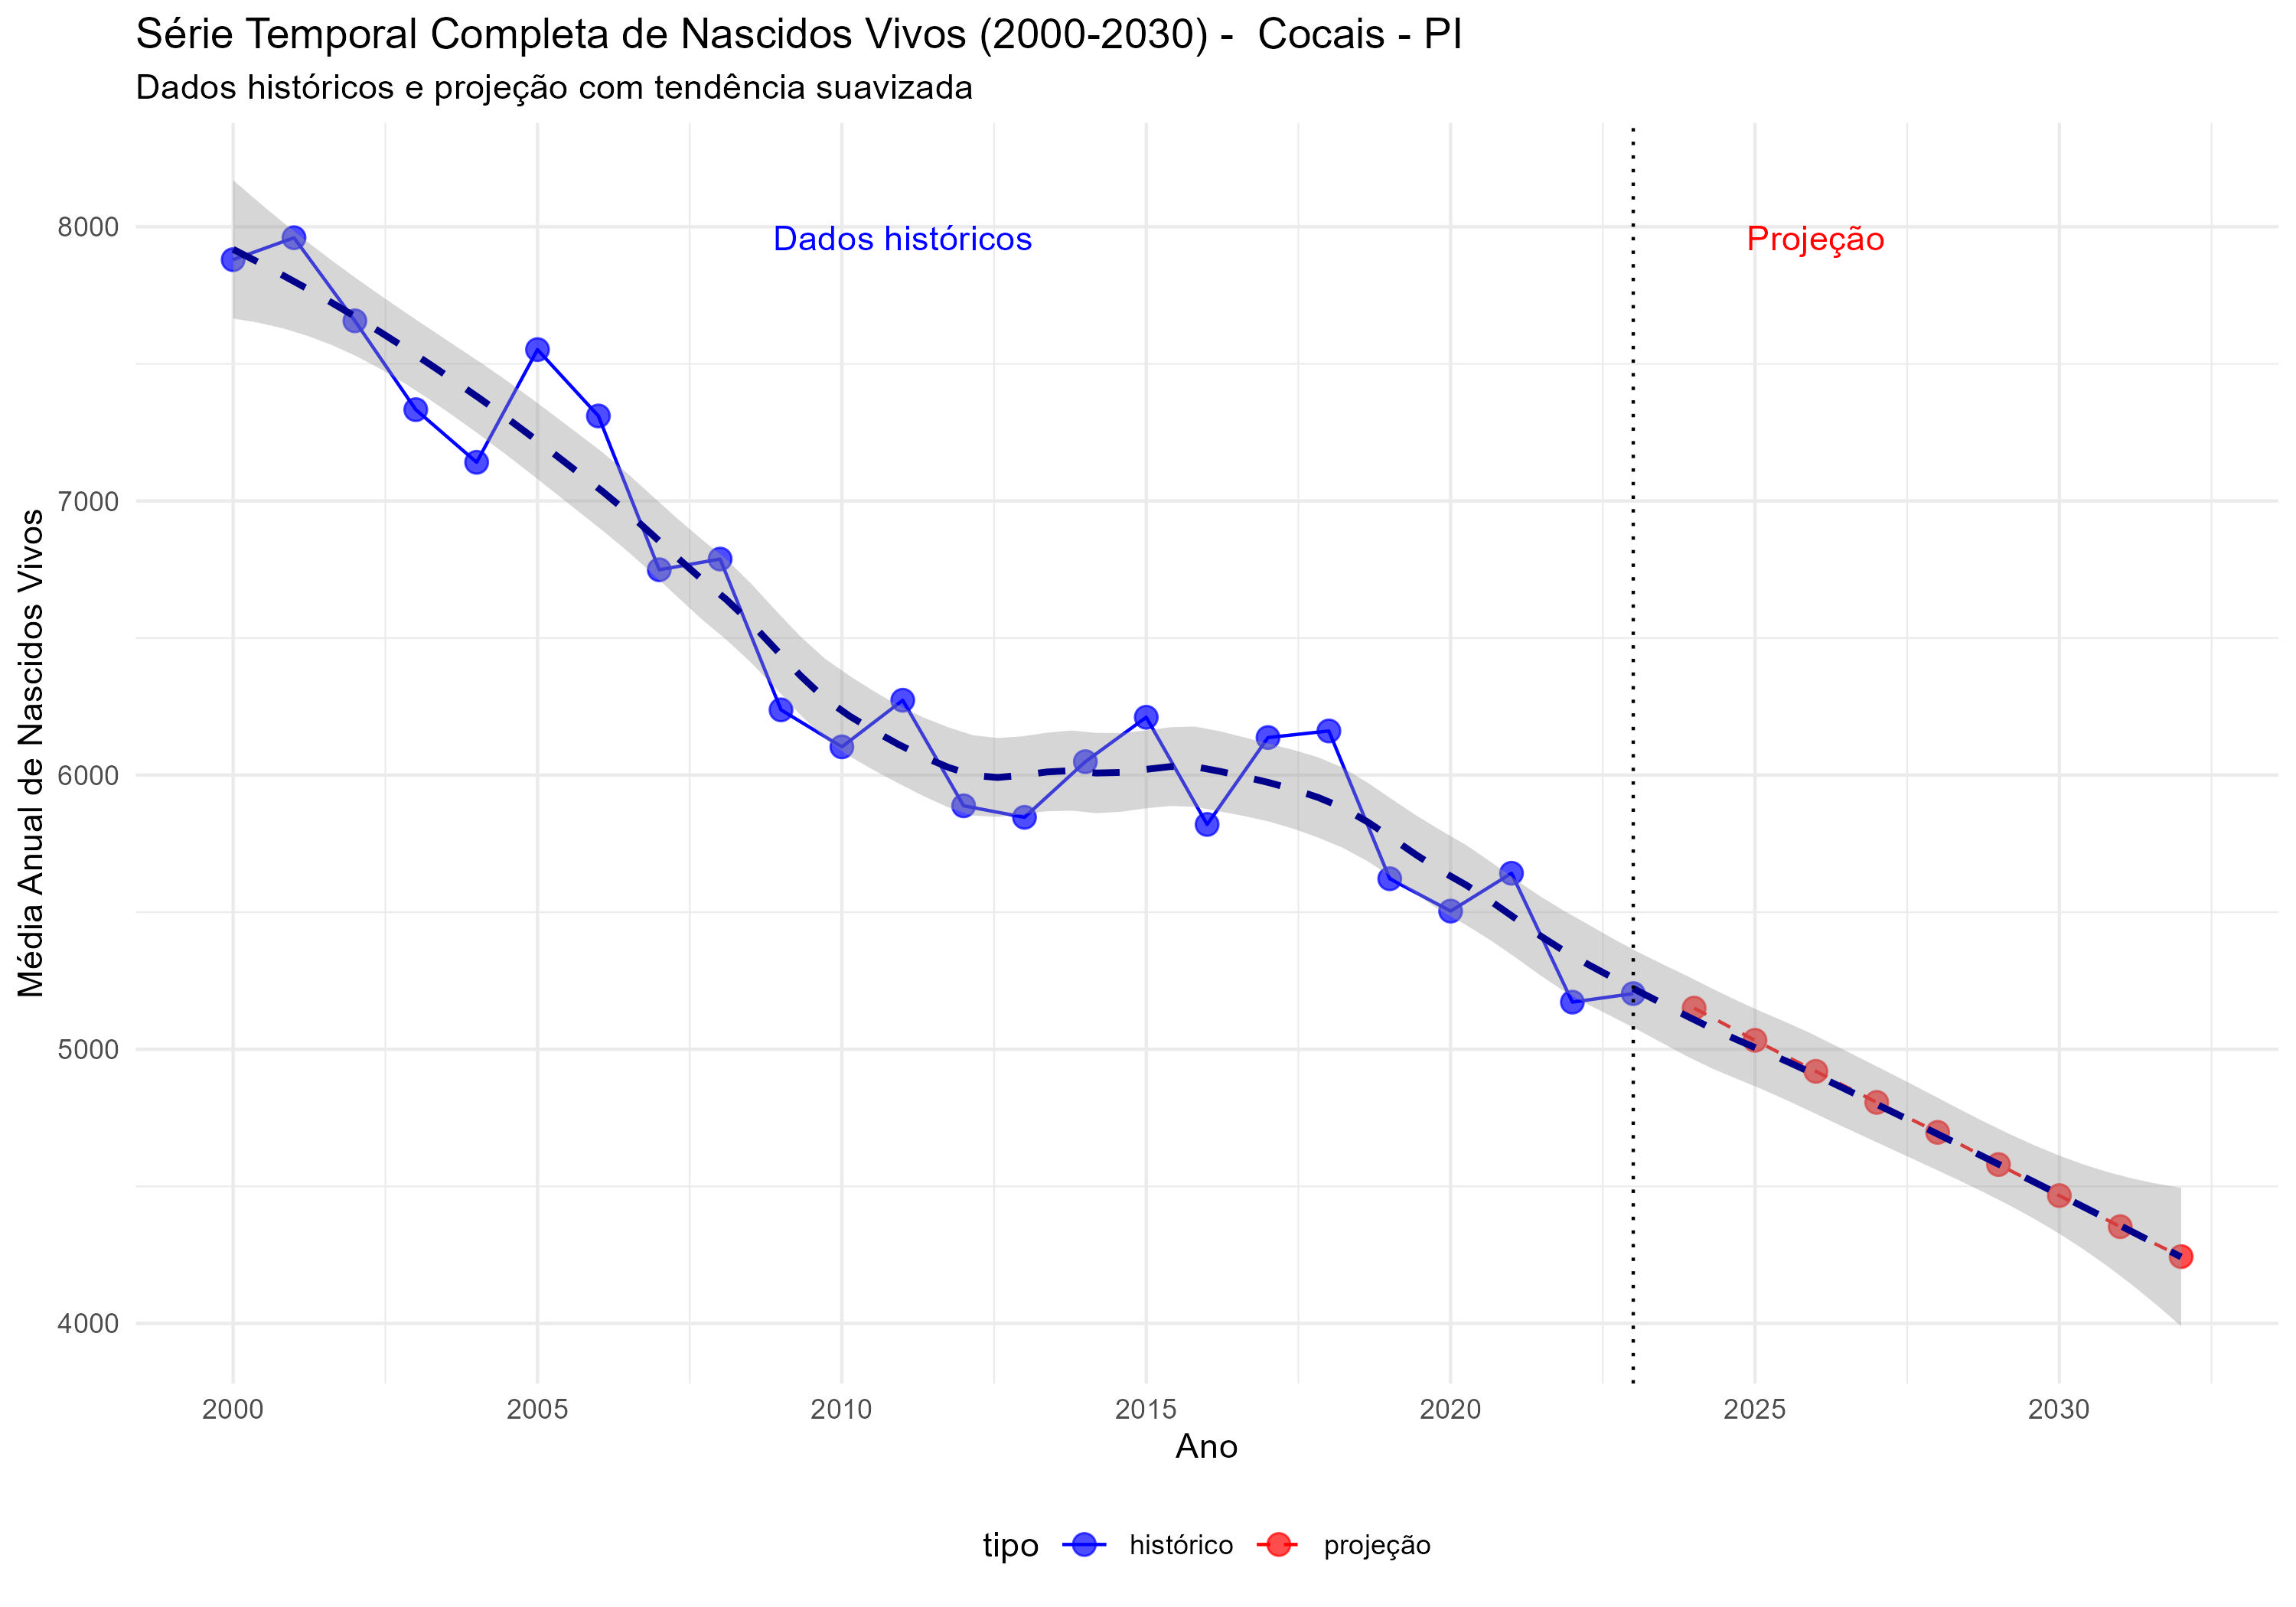 Série Temporal Completa de Nascidos Vivos (2000-2030) -  Cocais - PI
Dados históricos e projeção com tendência suavizada
Dados históricos
Projeção
Média Anual de Nascidos Vivos
8000
7000
6000
5000
4000
2000 2005 2010 2015 2020 2025 2030
Ano
tipo histórico projeção